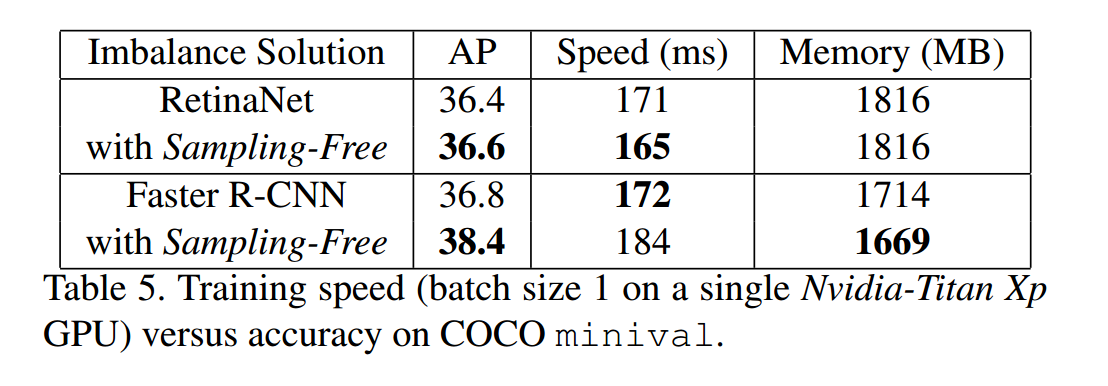 Imbalance Solution AP Speed (ms) Memory (MB)
RetinaNet 36.4 171 1816
with Sampling-Free 36.6 165 1816
Faster R-CNN 36.8 172 1714
with Sampling-Free 38.4 184 1669
Table 5. Training speed (batch size 1 on a single Nvidia-Titan Xp
GPU) versus accuracy on COCO minival.